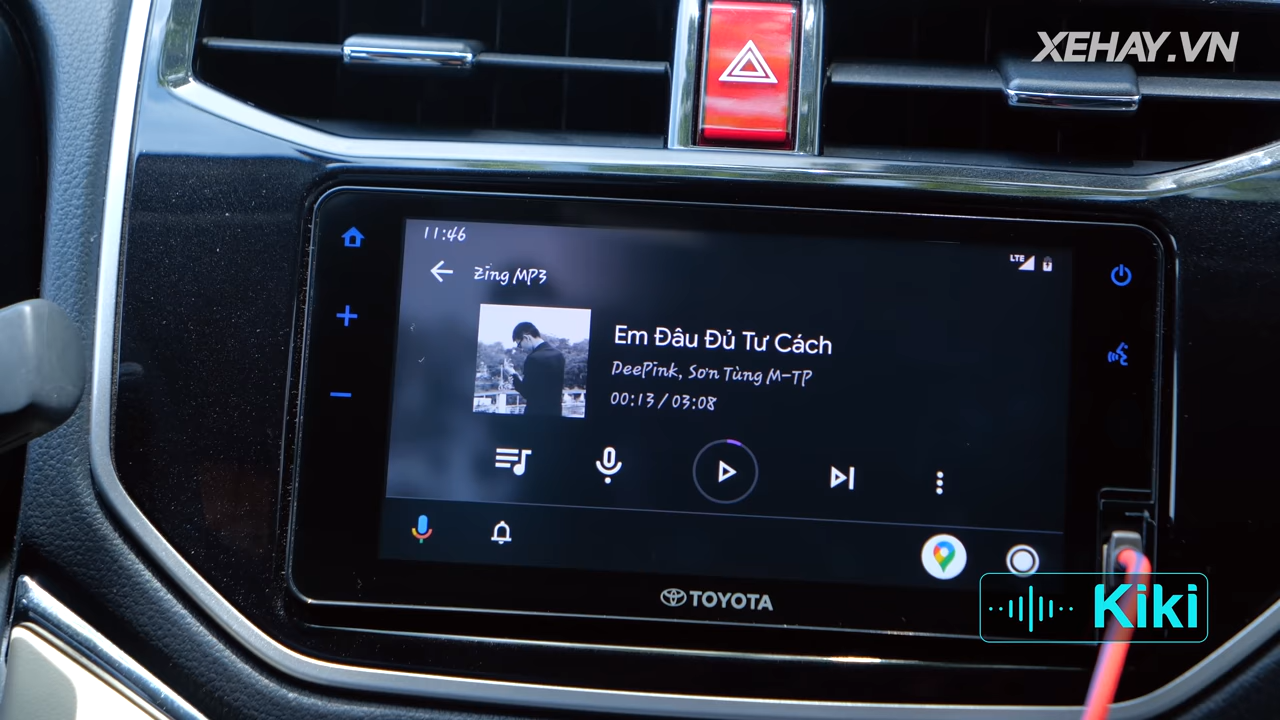 XEHAY.VN
11:46
LTE
Zing MP3
Em Đâu Đủ Tư Cách
DeePink, Sơn Tùng M-TP
00:13 / 03:08
TOYOTA
Kiki